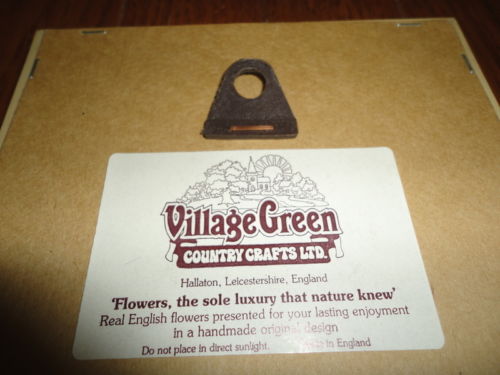 Village Green
COUNTRY CRAFTS LTD.
Hallaton, Leicestershire, England
'Flowers, the sole luxury that nature knew'
Real English flowers presented for your lasting enjoyment
in a handmade original design
Do not place in direct sunlight. in England